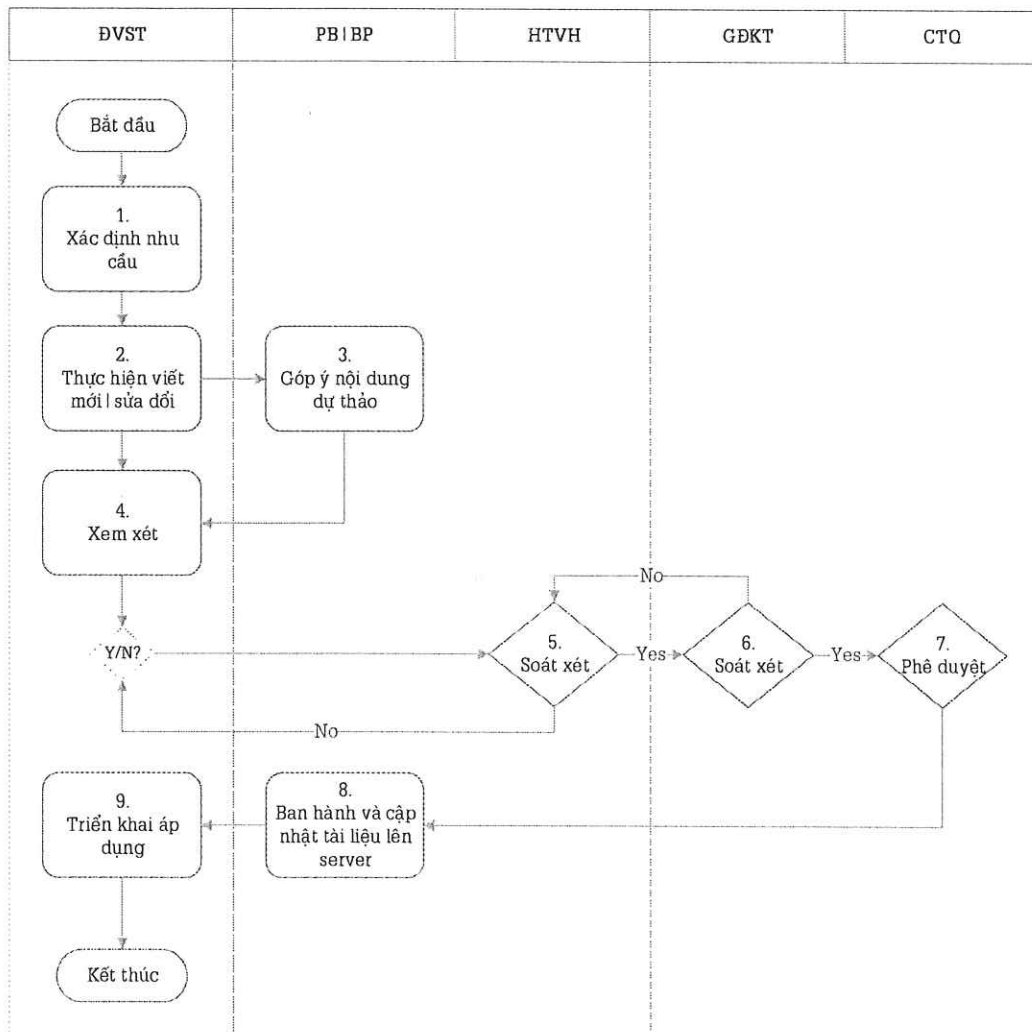 ĐVST
PB|BP
HTVH
GĐKT
CTQ
Bắt đầu
1.
Xác định nhu
cầu
2.
Thực hiện viết
mới | sửa đổi
3.
Góp ý nội dung
dự thảo
4.
Xem xét
No
Y/N?
5.
Soát xét
Yes
6.
Soát xét
Yes
7.
Phê duyệt
No
9.
Triển khai áp
dụng
8.
Ban hành và cập
nhật tài liệu lên
server
Kết thúc